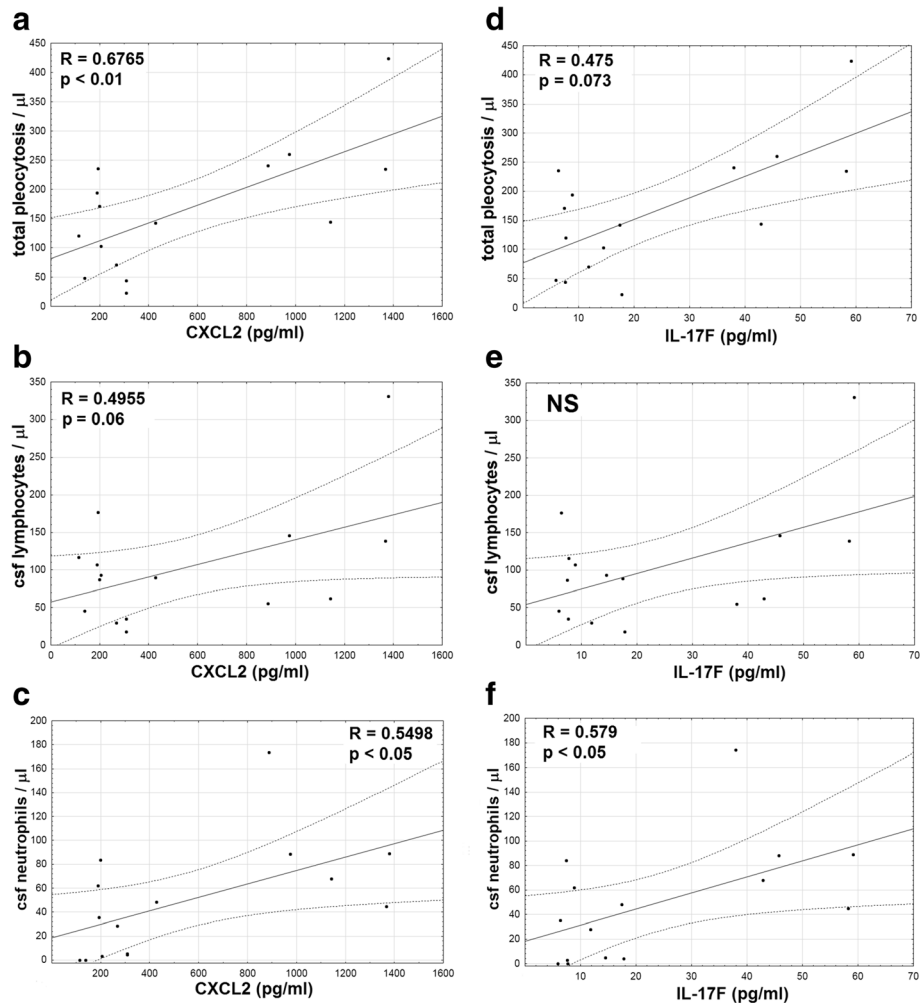 a
R = 0.6765
p < 0.01
total pleocytosis / µl
450
400
350
300
250
200
150
100
50
0
200 400 600 800 1000 1200 1400 1600
CXCL2 (pg/ml)
d
R = 0.475
p = 0.073
total pleocytosis / µl
450
400
350
300
250
200
150
100
50
0
10 20 30 40 50 60 70
IL-17F (pg/ml)
b
R = 0.4955
p = 0.06
csf lymphocytes / µl
350
300
250
200
150
100
50
0
0 200 400 600 800 1000 1200 1400 1600
CXCL2 (pg/ml)
e
NS
csf lymphocytes / µl
350
300
250
200
150
100
50
0
10 20 30 40 50 60 70
IL-17F (pg/ml)
c
R = 0.5498
p < 0.05
csf neutrophils / µl
200
180
160
140
120
100
80
60
40
20
0
200 400 600 800 1000 1200 1400 1600
CXCL2 (pg/ml)
f
R = 0.579
p < 0.05
csf neutrophils / µl
200
180
160
140
120
100
80
60
40
20
0
10 20 30 40 50 60 70
IL-17F (pg/ml)